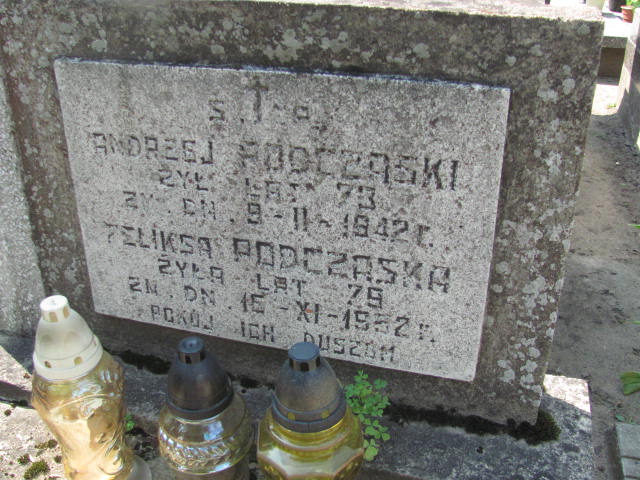 Ś. † P.
ANDRZEJ PODCZASKI
ŻYŁ LAT 73
ZM. DN. 9-II-1942 r.
FELIKSA PODCZASKA
ŻYŁA LAT 76
ZM. DN. 15-XI-1952 r.
POKÓJ ICH DUSZOM